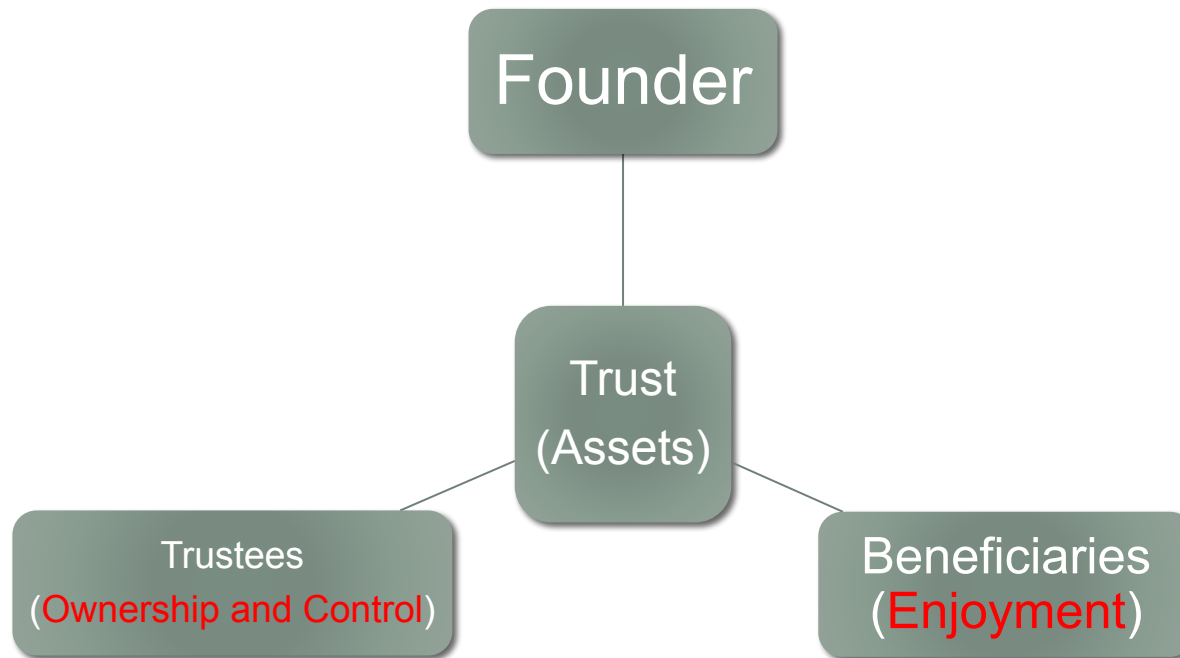 Founder
Trust
(Assets)
Trustees
(Ownership and Control)
Beneficiaries
(Enjoyment)